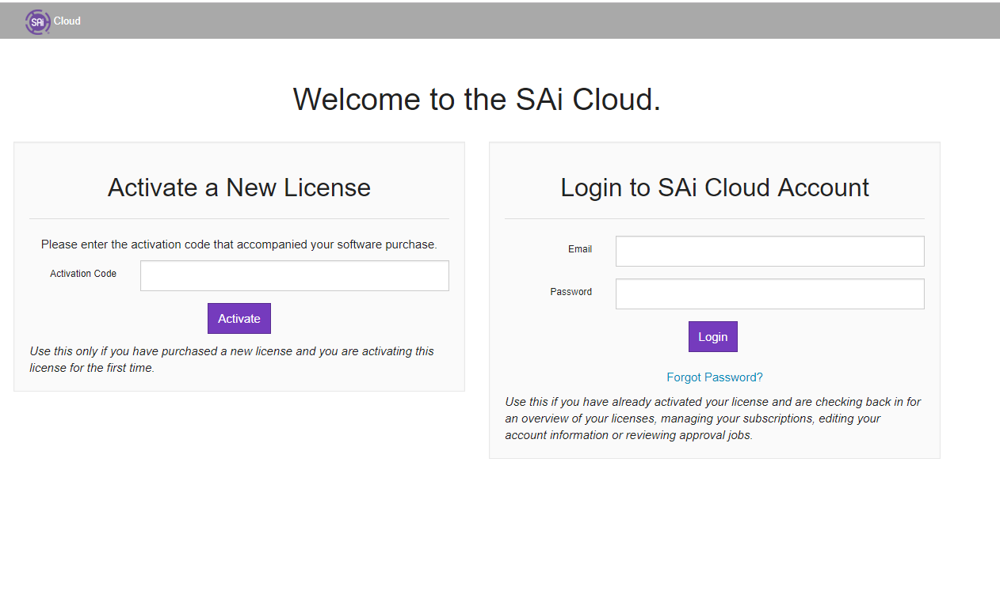 SAi Cloud
Welcome to the SAi Cloud.
Activate a New License
Please enter the activation code that accompanied your software purchase.
Activation Code
Activate
Use this only if you have purchased a new license and you are activating this
license for the first time.
Login to SAi Cloud Account
Email
Password
Login
Forgot Password?
Use this if you have already activated your license and are checking back in for
an overview of your licenses, managing your subscriptions, editing your
account information or reviewing approval jobs.